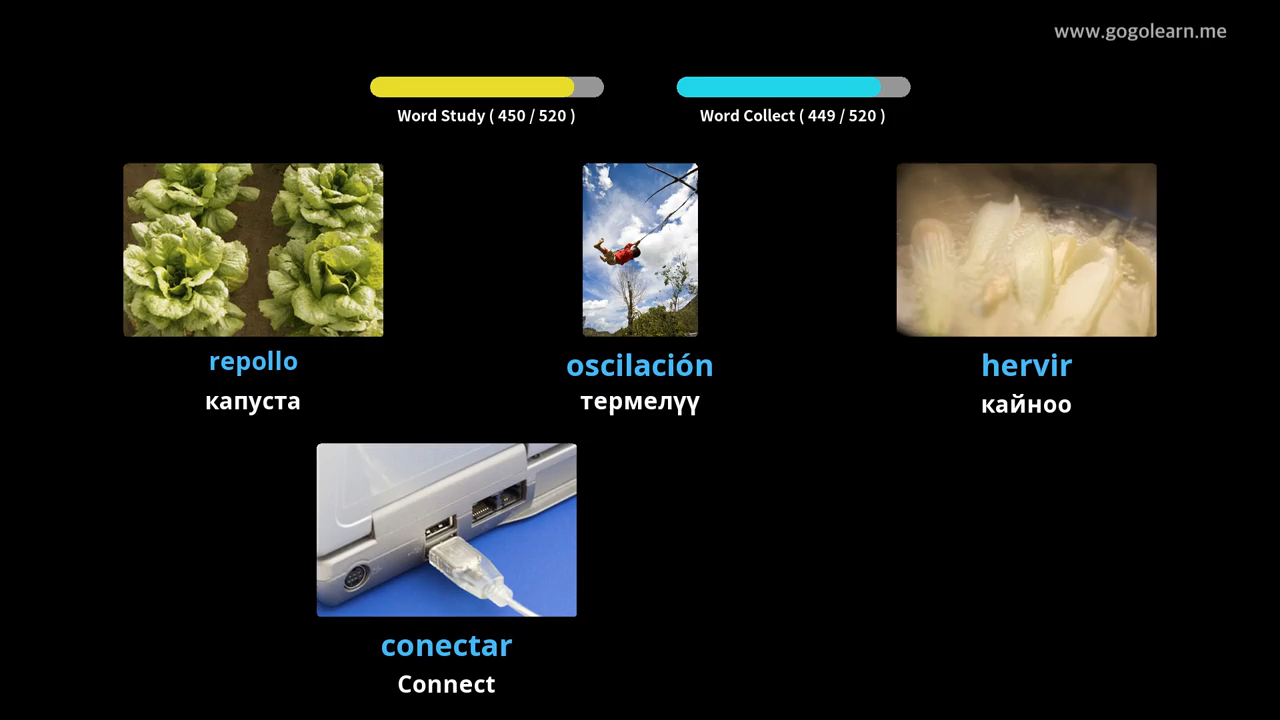 www.gogolearn.me
Word Study ( 450 / 520 )
Word Collect ( 449 / 520 )
repollo
капуста
oscilación
термелүү
hervir
кайноо
conectar
Connect